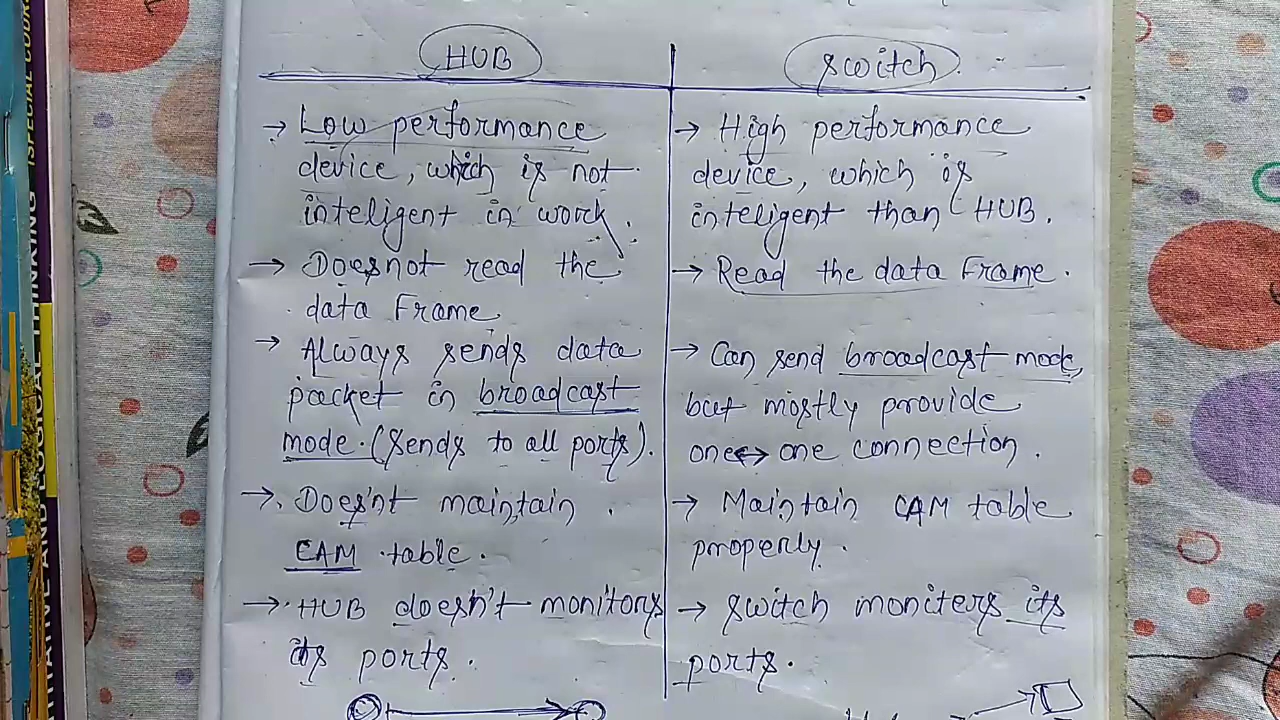 HUB
Low performance
device, which is not
inteligent in work.
→ Doesnot read the
data Frame
→ Always sends data
packet in broadcast
mode. (Sends to all ports).
→ Does'nt maintain
CAM table.
→ HUB doesn't monitors
its ports.
Switch
→ High performance
device, which is
inteligent than HUB.
→ Read the data Frame.
→ Can send broadcast mode,
but mostly provide
one↔one connection.
→ Maintain CAM table
properly.
→ Switch moniters its
ports.